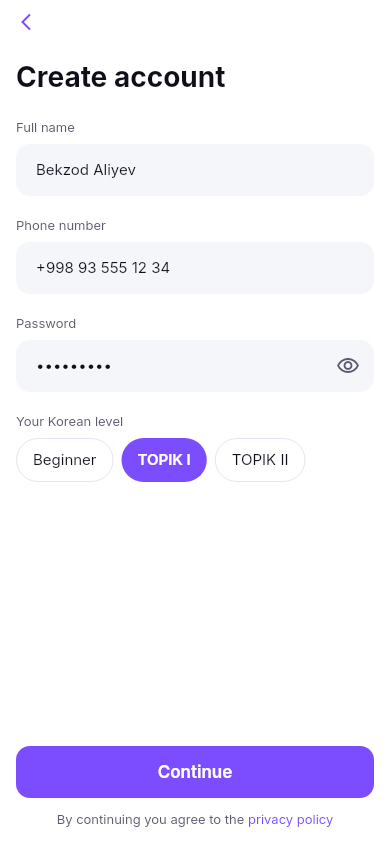 Create account
Full name
Bekzod Aliyev
Phone number
+998 93 555 12 34
Password
•••••••••
Your Korean level
Beginner TOPIK I TOPIK II
Continue
By continuing you agree to the privacy policy